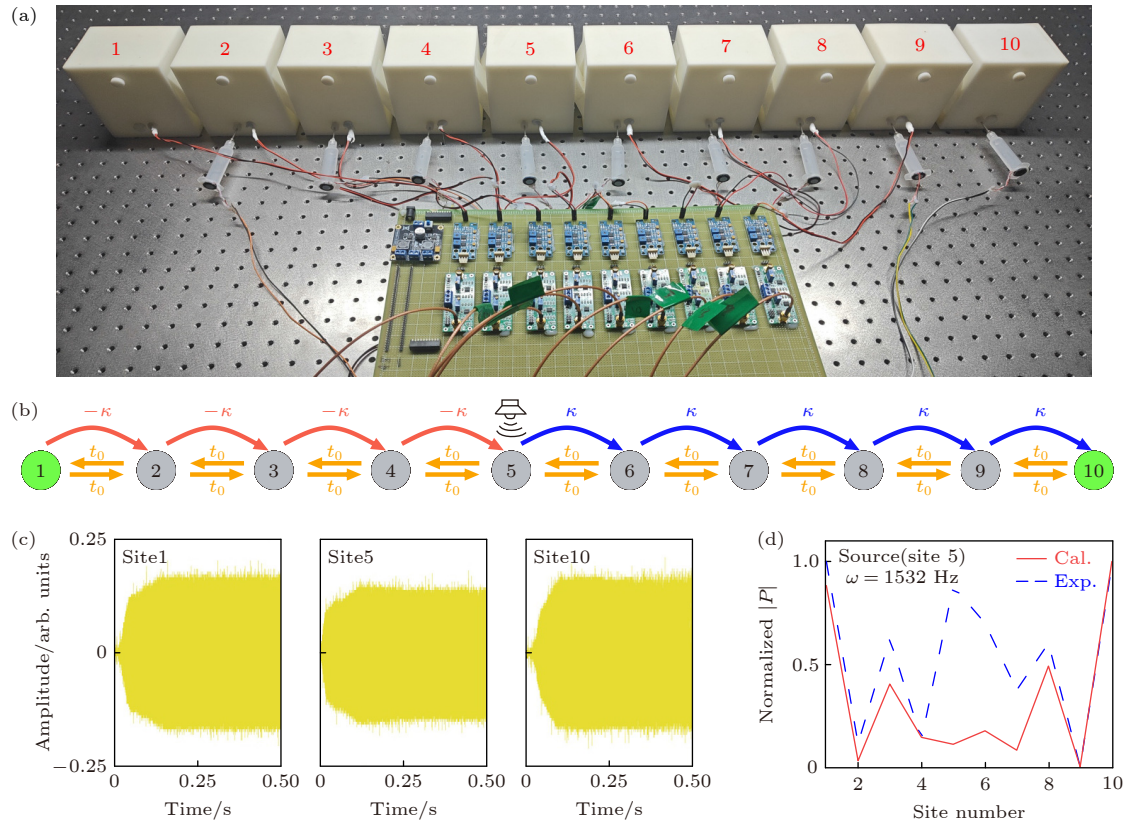 (a)
1 2 3 4 5 6 7 8 9 10
(b)
−κ −κ −κ −κ κ κ κ κ κ
t₀ t₀ t₀ t₀ t₀ t₀ t₀ t₀ t₀
1 2 3 4 5 6 7 8 9 10
t₀ t₀ t₀ t₀ t₀ t₀ t₀ t₀ t₀
(c)
Amplitude/arb. units
0.25
0
−0.25
Site1
0 0.25 0.50
Time/s
Site5
0 0.25 0.50
Time/s
Site10
0 0.25 0.50
Time/s
(d)
Normalized |P|
1.0
0.5
0
Source(site 5)
ω = 1532 Hz
Cal.
Exp.
2 4 6 8 10
Site number